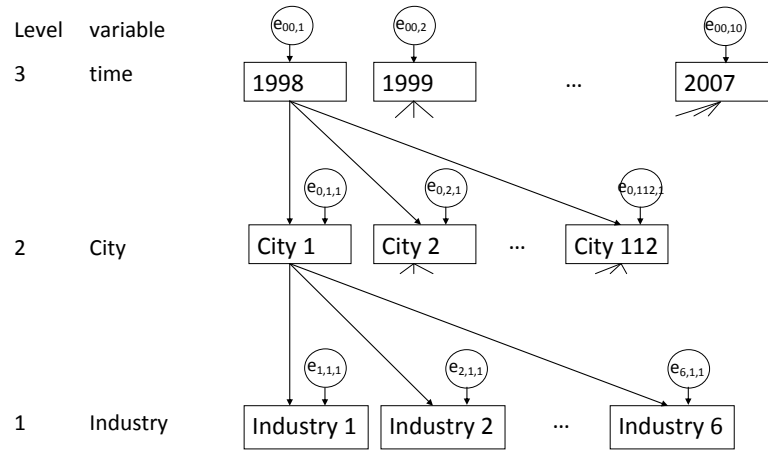 Level variable e00,1 e00,2 e00,10
3 time 1998 1999 ... 2007
e0,1,1 e0,2,1 e0,112,1
2 City City 1 City 2 ... City 112
e1,1,1 e2,1,1 e6,1,1
1 Industry Industry 1 Industry 2 ... Industry 6